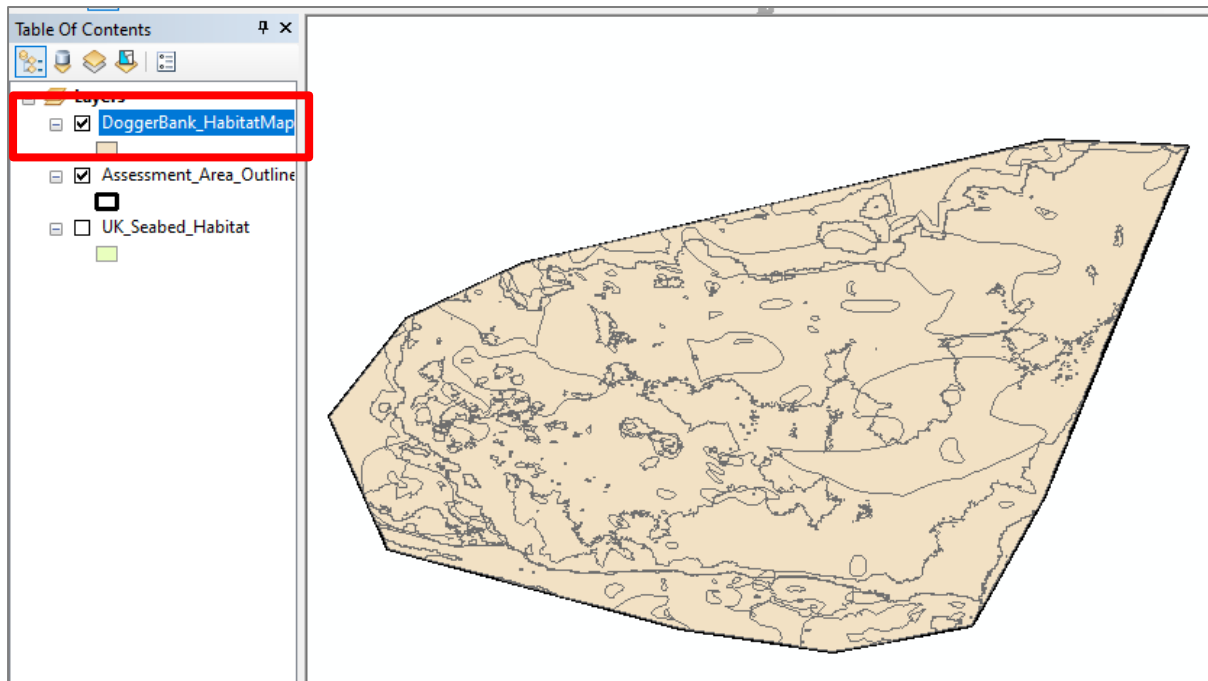 Table Of Contents
Layers
DoggerBank_HabitatMap
Assessment_Area_Outline
UK_Seabed_Habitat